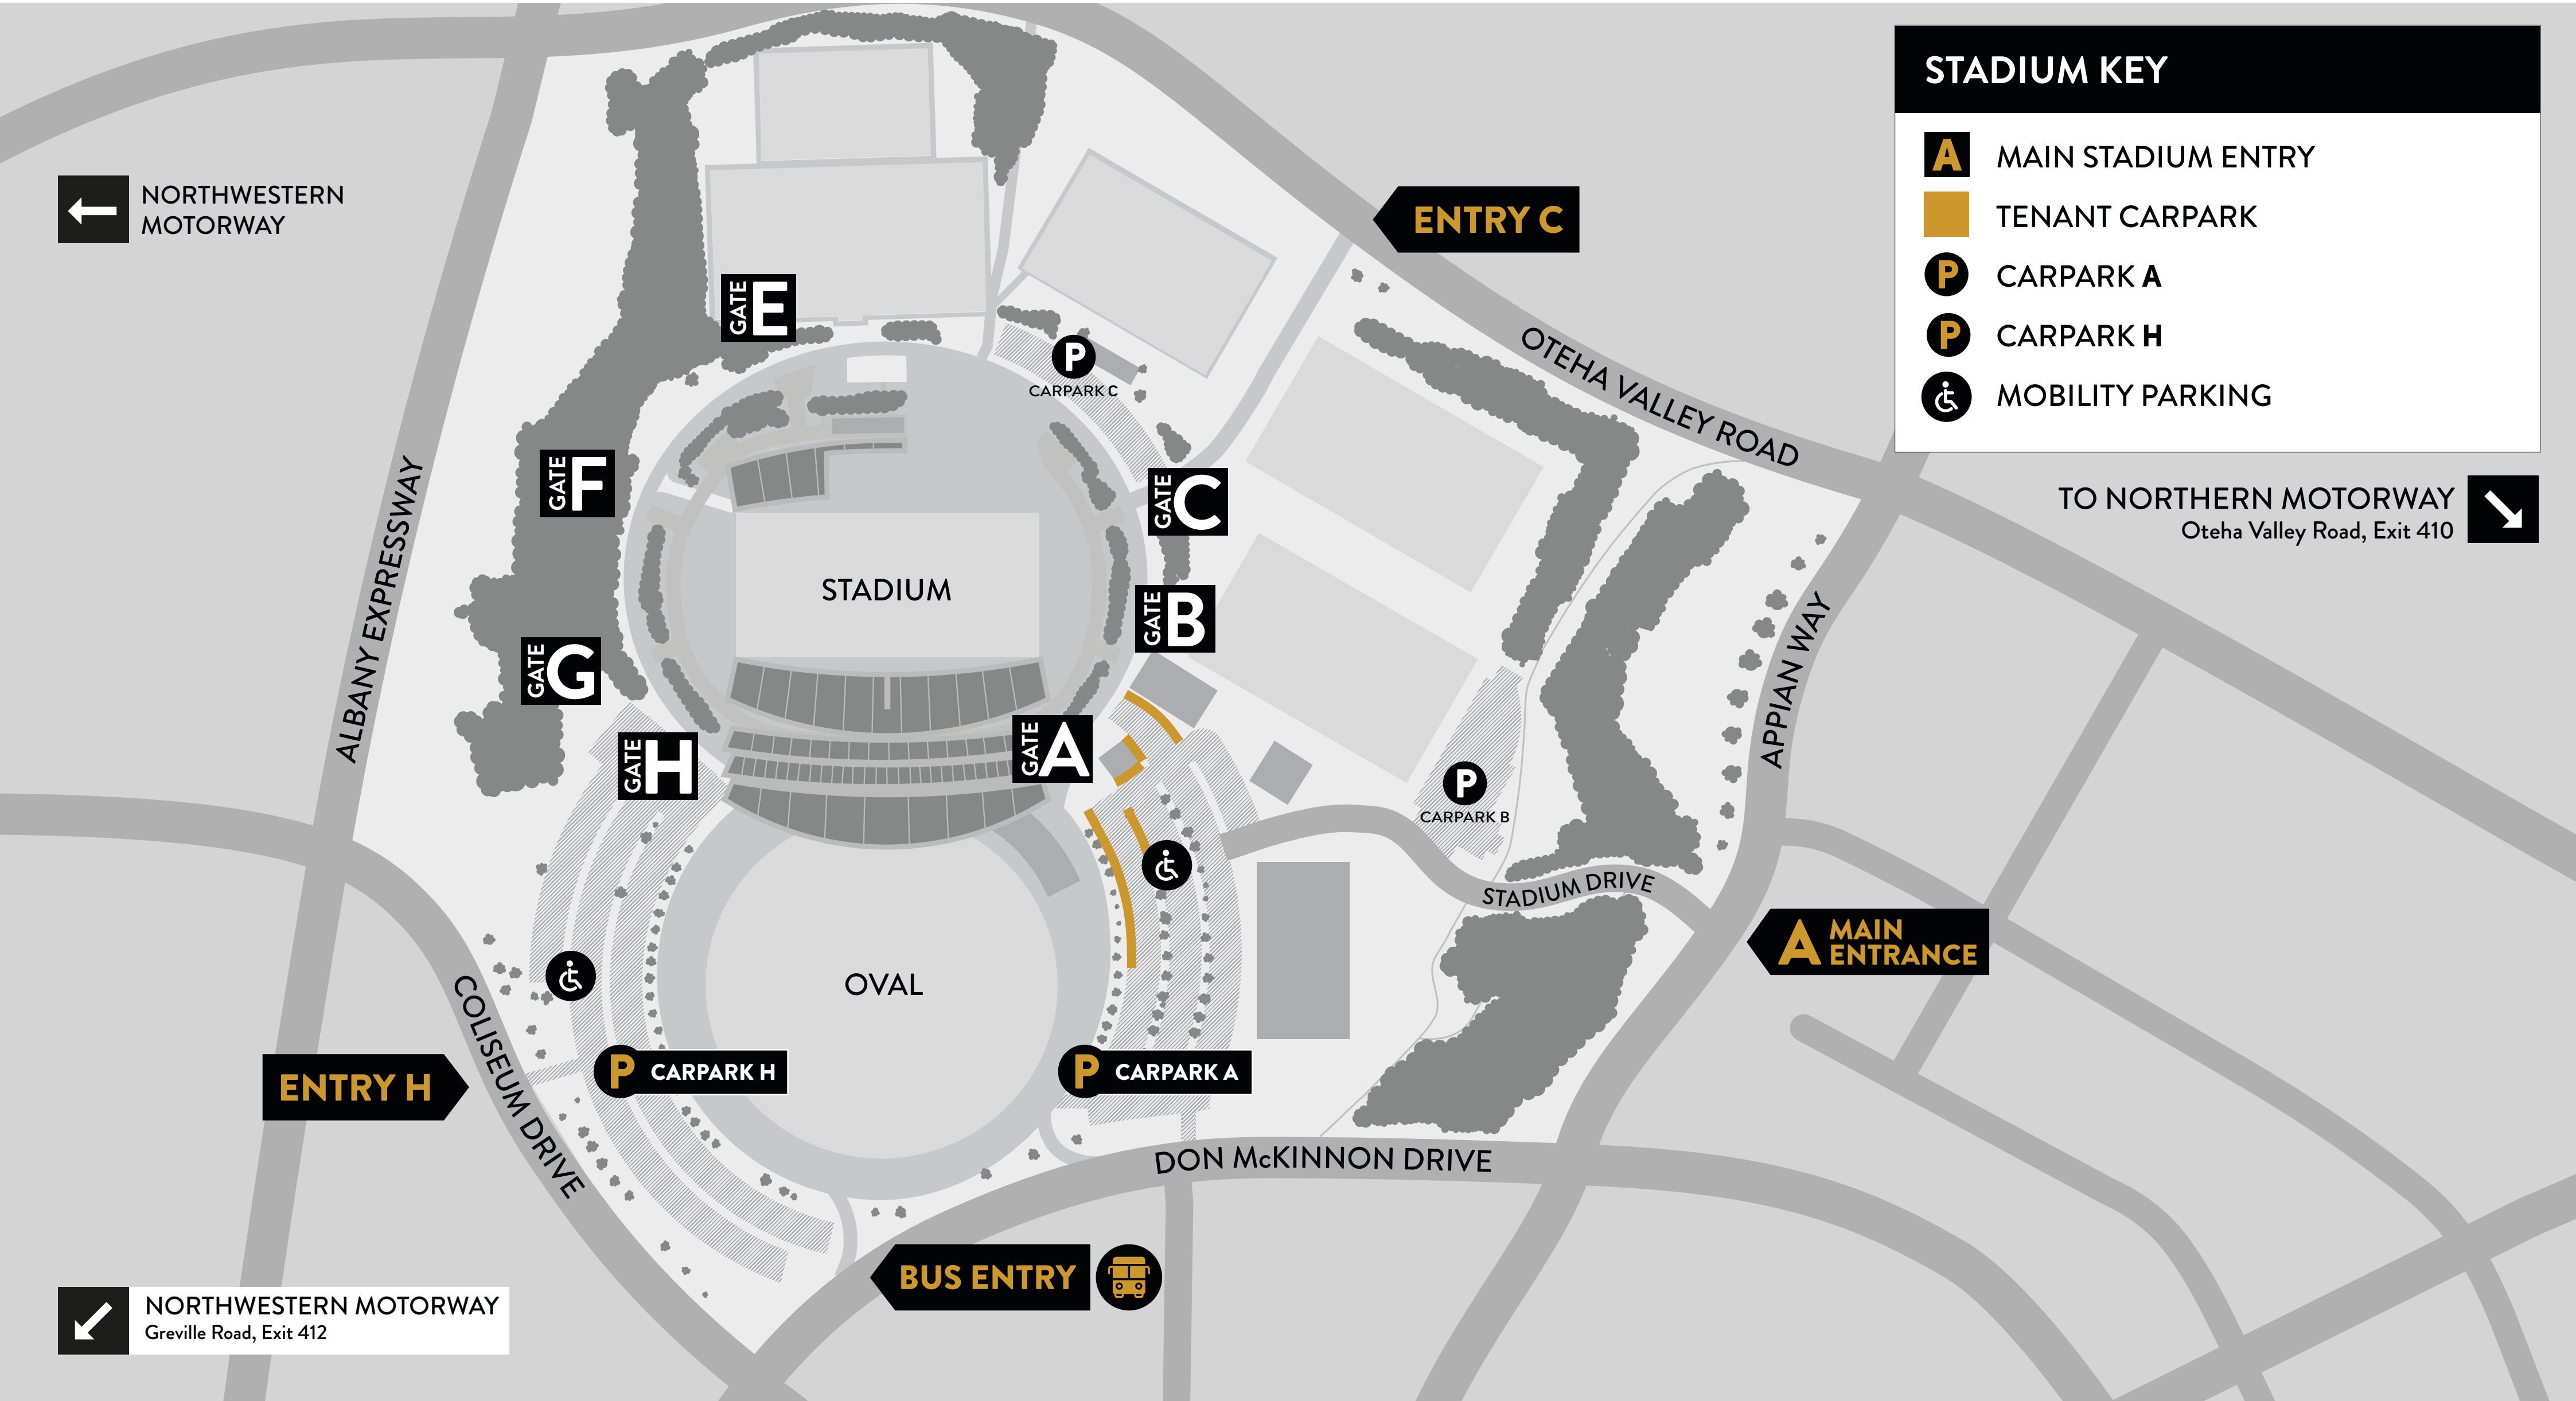 STADIUM KEY
A MAIN STADIUM ENTRY
TENANT CARPARK
P CARPARK A
P CARPARK H
MOBILITY PARKING
NORTHWESTERN
MOTORWAY
ENTRY C
GATE E
OTEHA VALLEY ROAD
P
CARPARK C
GATE F
GATE C
TO NORTHERN MOTORWAY
Oteha Valley Road, Exit 410
ALBANY EXPRESSWAY
STADIUM
GATE B
APPIAN WAY
GATE G
GATE H
GATE A
P
CARPARK B
STADIUM DRIVE
A MAIN
ENTRANCE
OVAL
COLISEUM DRIVE
ENTRY H
P CARPARK H
P CARPARK A
DON McKINNON DRIVE
BUS ENTRY
NORTHWESTERN MOTORWAY
Greville Road, Exit 412